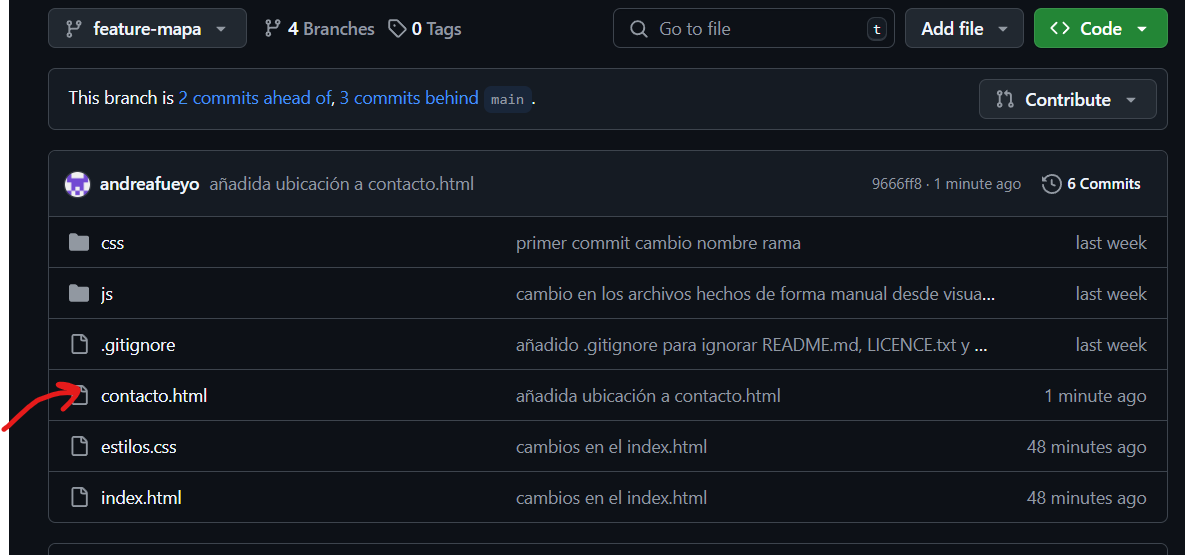 feature-mapa 4 Branches 0 Tags Go to file t Add file Code
This branch is 2 commits ahead of, 3 commits behind main .
Contribute
andreafueyo añadida ubicación a contacto.html 9666ff8 · 1 minute ago 6 Commits
css primer commit cambio nombre rama last week
js cambio en los archivos hechos de forma manual desde visua... last week
.gitignore añadido .gitignore para ignorar README.md, LICENCE.txt y ... last week
contacto.html añadida ubicación a contacto.html 1 minute ago
estilos.css cambios en el index.html 48 minutes ago
index.html cambios en el index.html 48 minutes ago